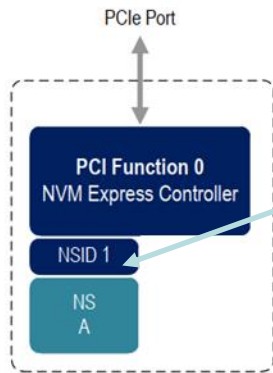 PCIe Port
PCI Function 0
NVM Express Controller
NSID 1
NS
A